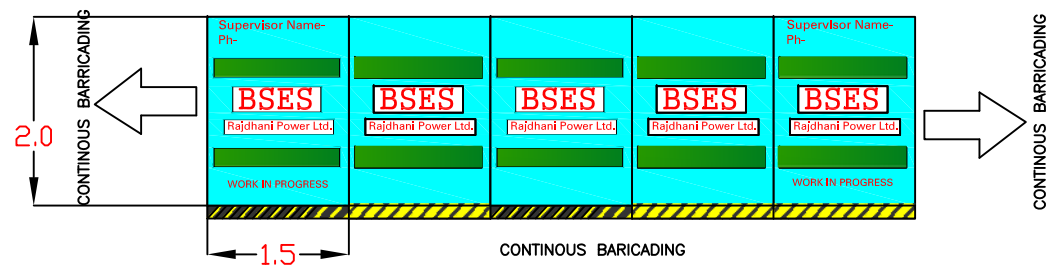 Supervisor Name-
Ph-
Supervisor Name-
Ph-
CONTINOUS BARRICADING
CONTINOUS BARRICADING
2.0
BSES
BSES
BSES
BSES
BSES
Rajdhani Power Ltd.
Rajdhani Power Ltd.
Rajdhani Power Ltd.
Rajdhani Power Ltd.
Rajdhani Power Ltd.
WORK IN PROGRESS
WORK IN PROGRESS
1.5
CONTINOUS BARICADING